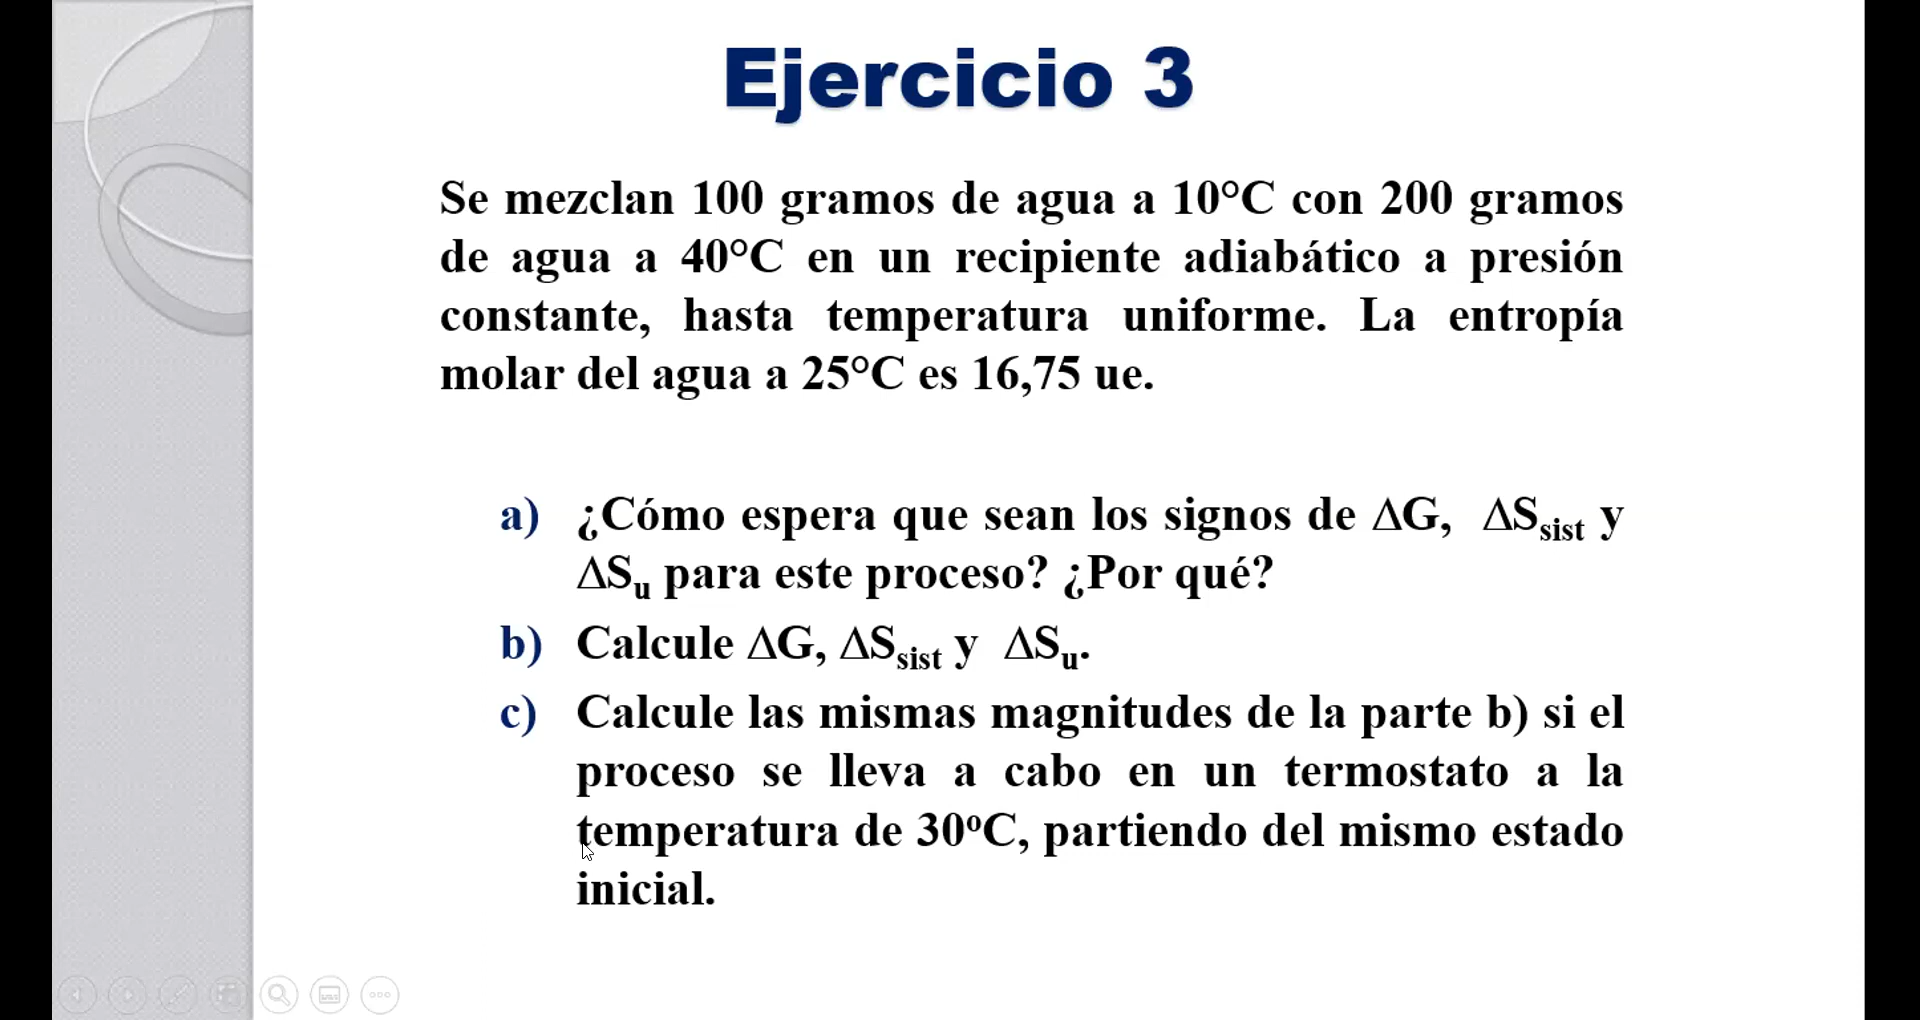 Ejercicio 3
Se mezclan 100 gramos de agua a 10°C con 200 gramos
de agua a 40°C en un recipiente adiabático a presión
constante, hasta temperatura uniforme. La entropía
molar del agua a 25°C es 16,75 ue.
a) ¿Cómo espera que sean los signos de ΔG, ΔSsist y
ΔSu para este proceso? ¿Por qué?
b) Calcule ΔG, ΔSsist y ΔSu.
c) Calcule las mismas magnitudes de la parte b) si el
proceso se lleva a cabo en un termostato a la
temperatura de 30ºC, partiendo del mismo estado
inicial.